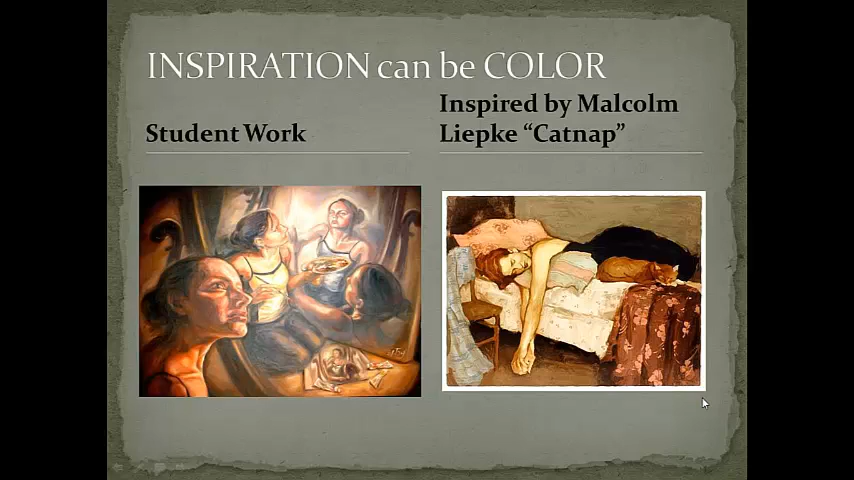 INSPIRATION can be COLOR
Student Work
Inspired by Malcolm
Liepke “Catnap”